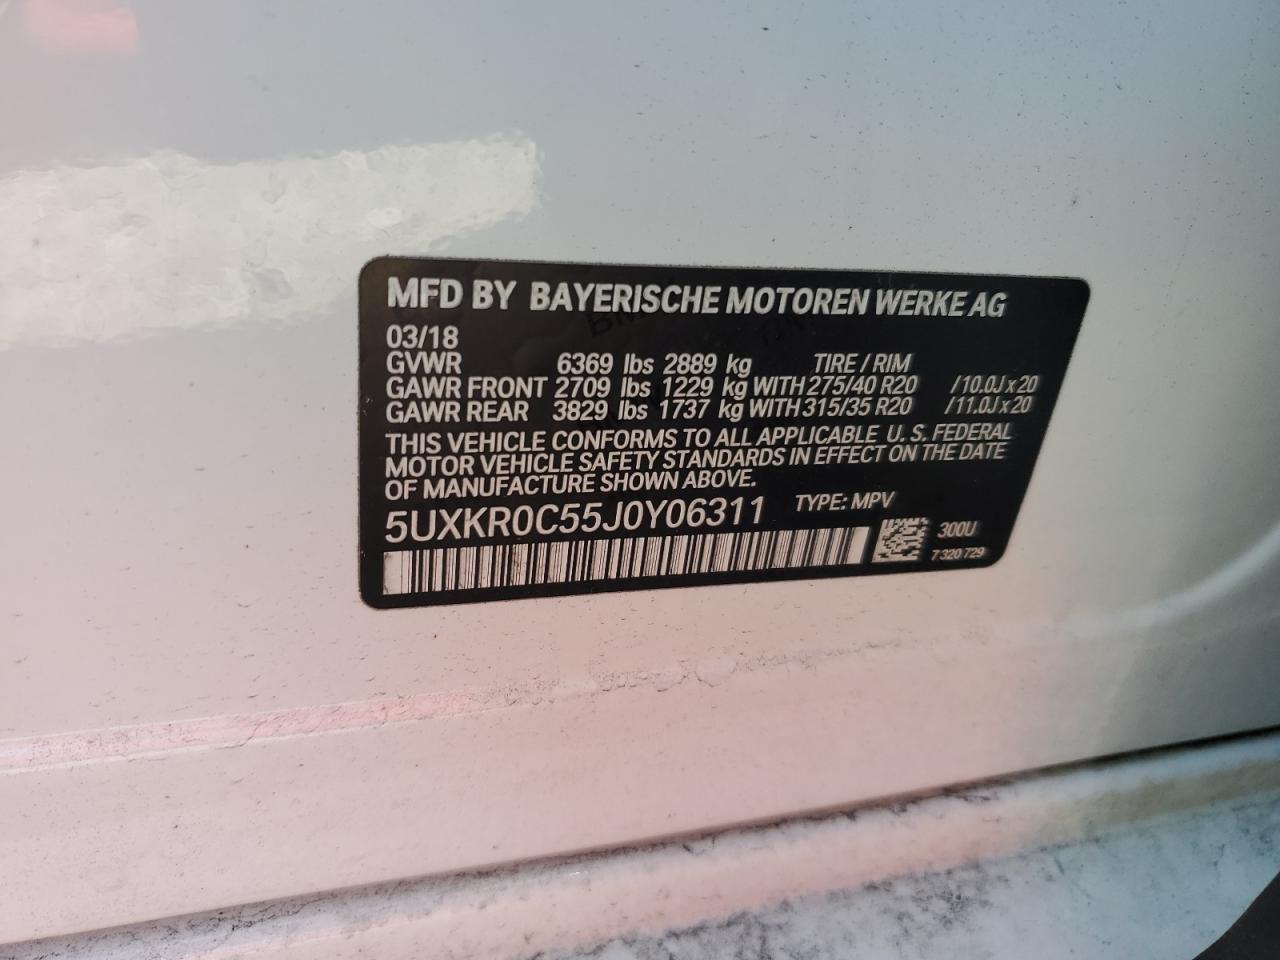 MFD BY BAYERISCHE MOTOREN WERKE AG
03/18
GVWR 6369 lbs 2889 kg TIRE / RIM
GAWR FRONT 2709 lbs 1229 kg WITH 275/40 R20 /10.0J x 20
GAWR REAR 3829 lbs 1737 kg WITH 315/35 R20 /11.0J x 20
THIS VEHICLE CONFORMS TO ALL APPLICABLE U. S. FEDERAL
MOTOR VEHICLE SAFETY STANDARDS IN EFFECT ON THE DATE
OF MANUFACTURE SHOWN ABOVE.
5UXKR0C55J0Y06311 TYPE: MPV
300U
7 320 729